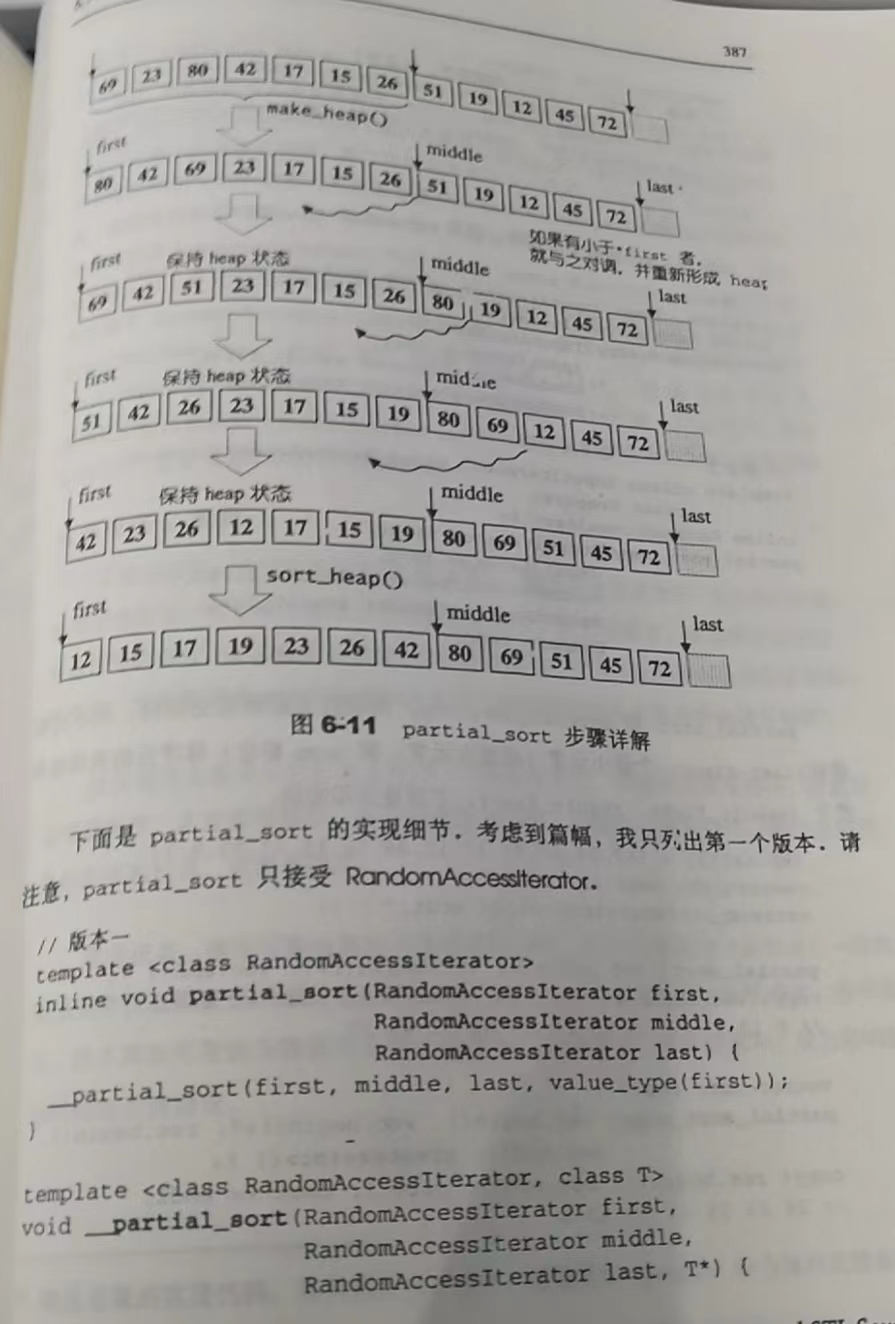 387
69 23 80 42 17 15 26 51 19 12 45 72
make_heap()
first middle last
80 42 69 23 17 15 26 51 19 12 45 72
如果有小于*first 者,
就与之对调,并重新形成 heap
first 保持 heap 状态 middle last
69 42 51 23 17 15 26 80 19 12 45 72
first 保持 heap 状态 last
51 42 26 23 17 15 19 80 69 12 45 72
first 保持 heap 状态 middle last
42 23 26 12 17 15 19 80 69 51 45 72
sort_heap()
first middle last
12 15 17 19 23 26 42 80 69 51 45 72
图 6-11 partial_sort 步骤详解
下面是 partial_sort 的实现细节。考虑到篇幅,我只列出第一个版本。请
注意,partial_sort 只接受 RandomAccessIterator。
// 版本一
template <class RandomAccessIterator>
inline void partial_sort(RandomAccessIterator first,
RandomAccessIterator middle,
RandomAccessIterator last) {
__partial_sort(first, middle, last, value_type(first));
}
template <class RandomAccessIterator, class T>
void __partial_sort(RandomAccessIterator first,
RandomAccessIterator middle,
RandomAccessIterator last, T*) {